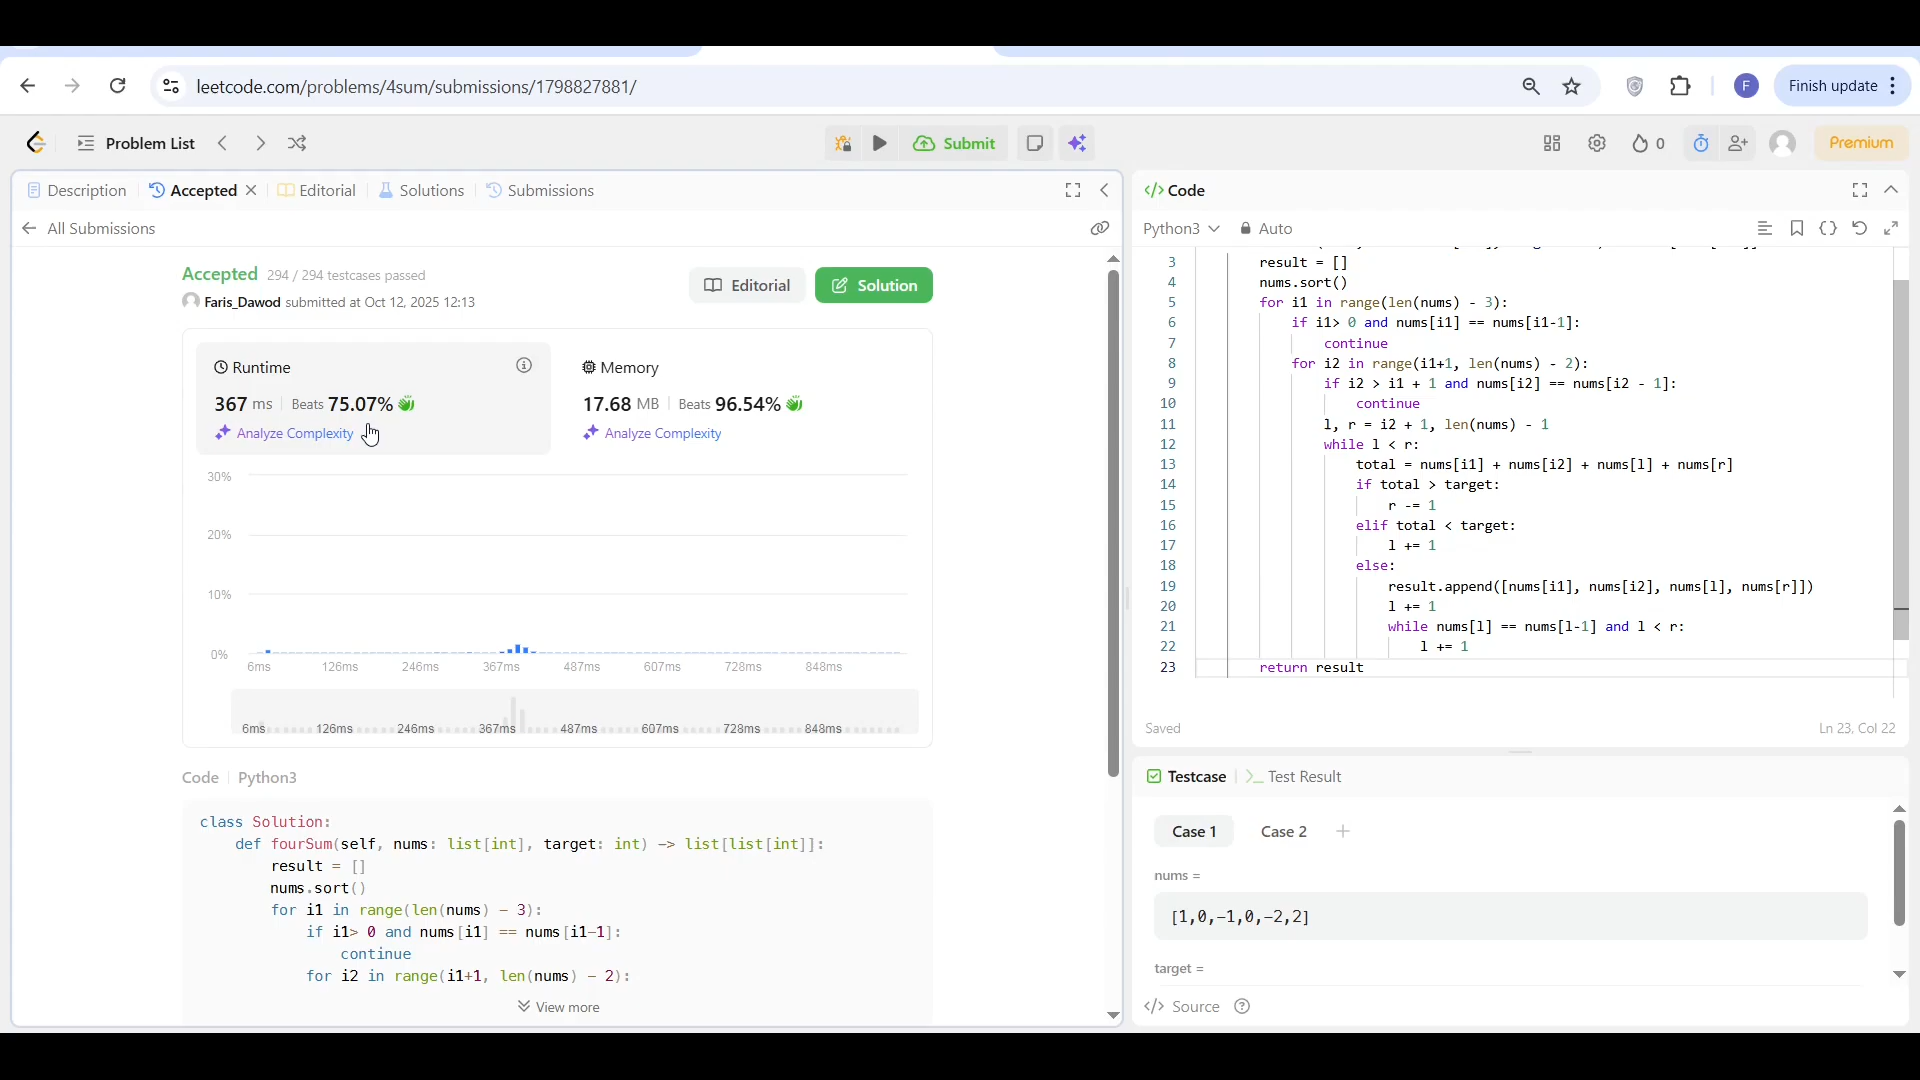 leetcode.com/problems/4sum/submissions/1798827881/
F
Finish update
Problem List
Submit
0
Premium
Description
Accepted
Editorial
Solutions
Submissions
All Submissions
Accepted 294 / 294 testcases passed
Faris_Dawod submitted at Oct 12, 2025 12:13
Editorial
Solution
Runtime
367 ms | Beats 75.07%
Analyze Complexity
Memory
17.68 MB | Beats 96.54%
Analyze Complexity
30%
20%
10%
0%
6ms 126ms 246ms 367ms 487ms 607ms 728ms 848ms
6ms 126ms 246ms 367ms 487ms 607ms 728ms 848ms
Code | Python3
class Solution:
    def fourSum(self, nums: list[int], target: int) -> list[list[int]]:
        result = []
        nums.sort()
        for i1 in range(len(nums) - 3):
            if i1> 0 and nums[i1] == nums[i1-1]:
                continue
            for i2 in range(i1+1, len(nums) - 2):
View more
</> Code
Python3
Auto
3 result = []
4 nums.sort()
5 for i1 in range(len(nums) - 3):
6 if i1> 0 and nums[i1] == nums[i1-1]:
7 continue
8 for i2 in range(i1+1, len(nums) - 2):
9 if i2 > i1 + 1 and nums[i2] == nums[i2 - 1]:
10 continue
11 l, r = i2 + 1, len(nums) - 1
12 while l < r:
13 total = nums[i1] + nums[i2] + nums[l] + nums[r]
14 if total > target:
15 r -= 1
16 elif total < target:
17 l += 1
18 else:
19 result.append([nums[i1], nums[i2], nums[l], nums[r]])
20 l += 1
21 while nums[l] == nums[l-1] and l < r:
22 l += 1
23 return result
Saved
Ln 23, Col 22
Testcase
Test Result
Case 1
Case 2
nums =
[1,0,-1,0,-2,2]
target =
</> Source